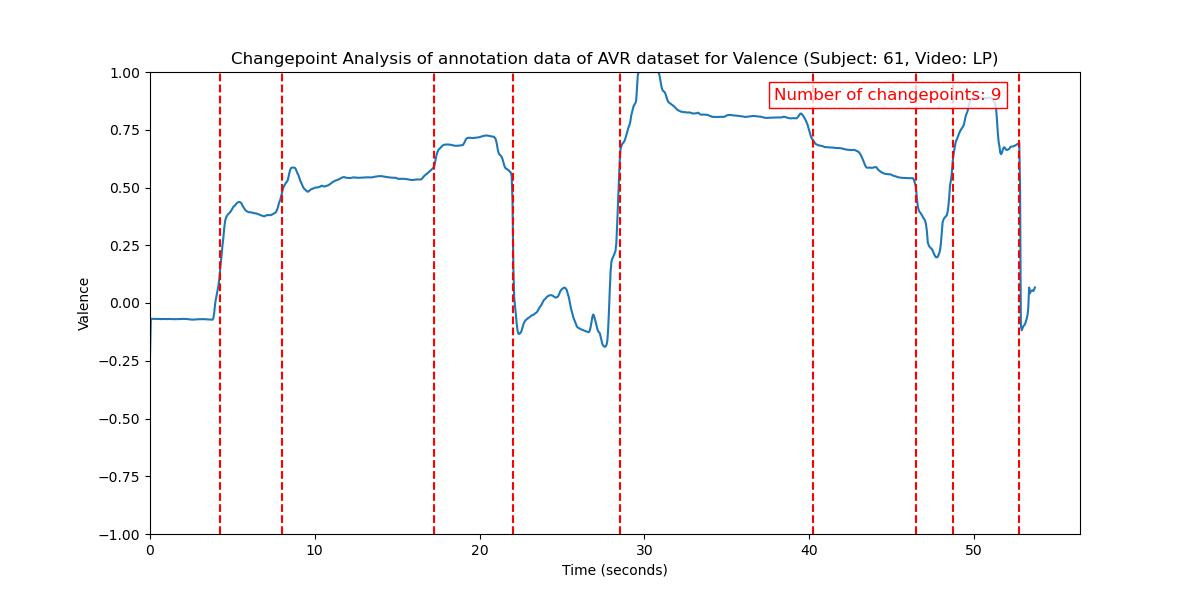 Changepoint Analysis of annotation data of AVR dataset for Valence (Subject: 61, Video: LP)
Number of changepoints: 9
Valence
1.00
0.75
0.50
0.25
0.00
−0.25
−0.50
−0.75
−1.00
0 10 20 30 40 50
Time (seconds)